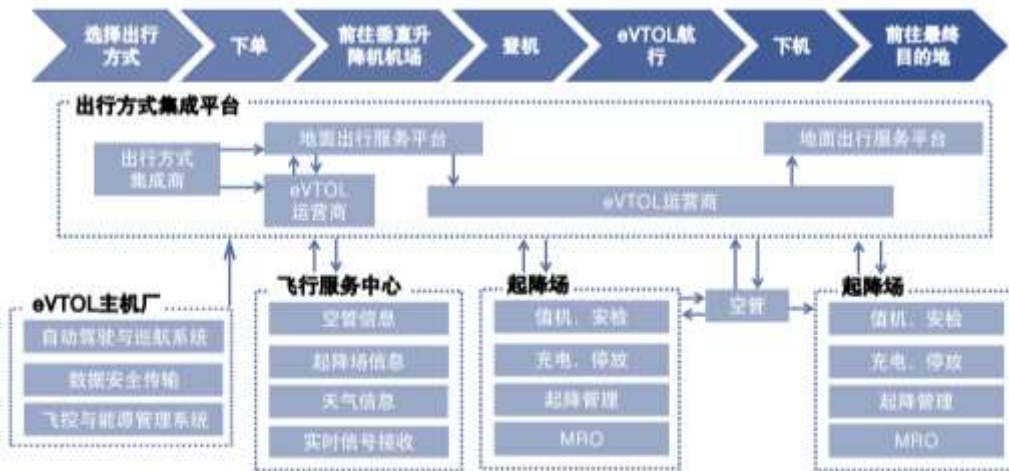 选择出行
方式
下单
前往垂直升
降机机场
登机
eVTOL航
行
下机
前往最终
目的地
出行方式集成平台
地面出行服务平台
地面出行服务平台
出行方式
集成商
eVTOL
运营商
eVTOL运营商
eVTOL主机厂
自动驾驶与巡航系统
数据安全传输
飞控与能源管理系统
飞行服务中心
空管信息
起降场信息
天气信息
实时信号接收
起降场
值机、安检
充电、停放
起降管理
MRO
空管
起降场
值机、安检
充电、停放
起降管理
MRO